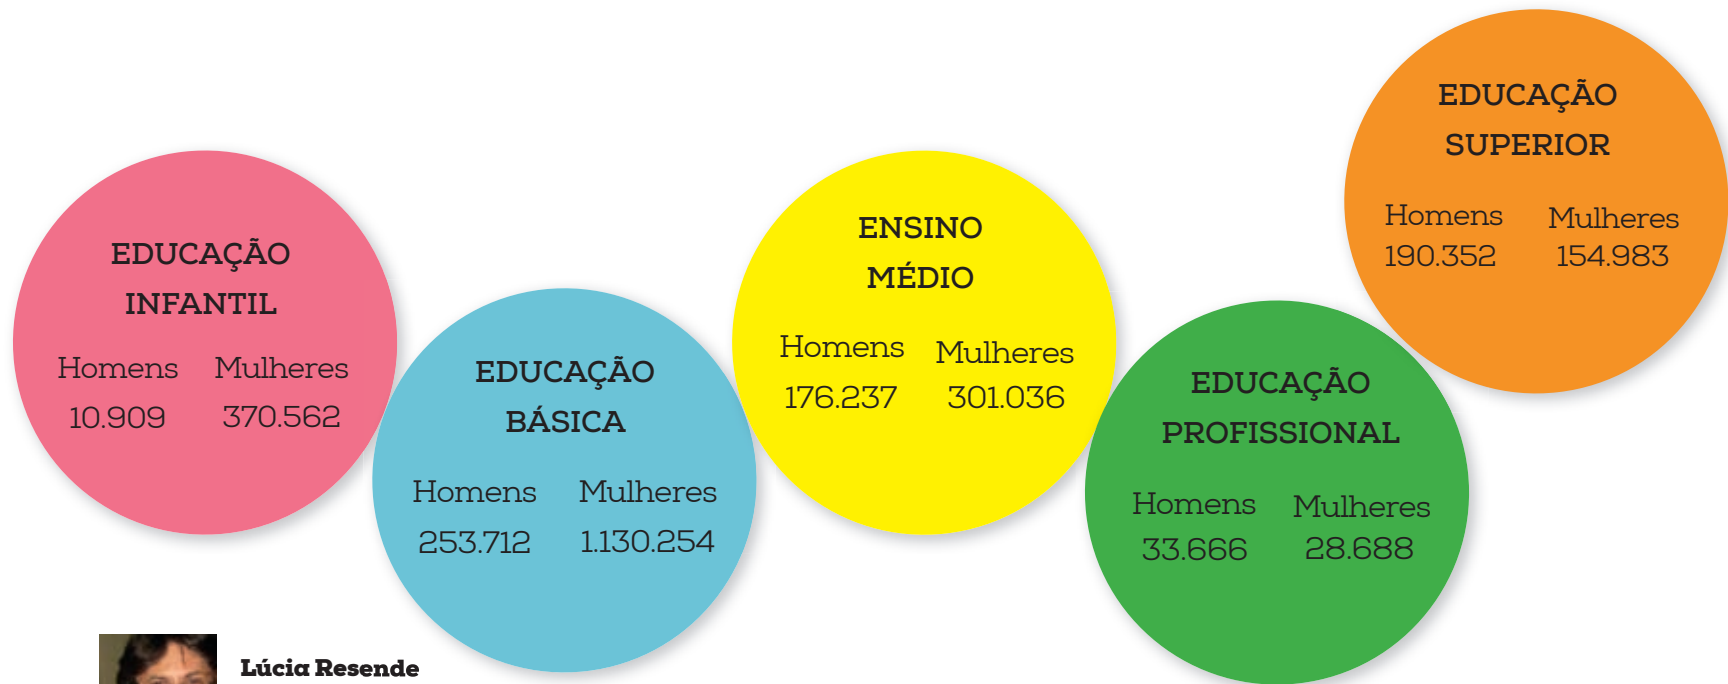 EDUCAÇÃO
INFANTIL
Homens Mulheres
10.909 370.562
EDUCAÇÃO
BÁSICA
Homens Mulheres
253.712 1.130.254
ENSINO
MÉDIO
Homens Mulheres
176.237 301.036
EDUCAÇÃO
PROFISSIONAL
Homens Mulheres
33.666 28.688
EDUCAÇÃO
SUPERIOR
Homens Mulheres
190.352 154.983
Lúcia Resende